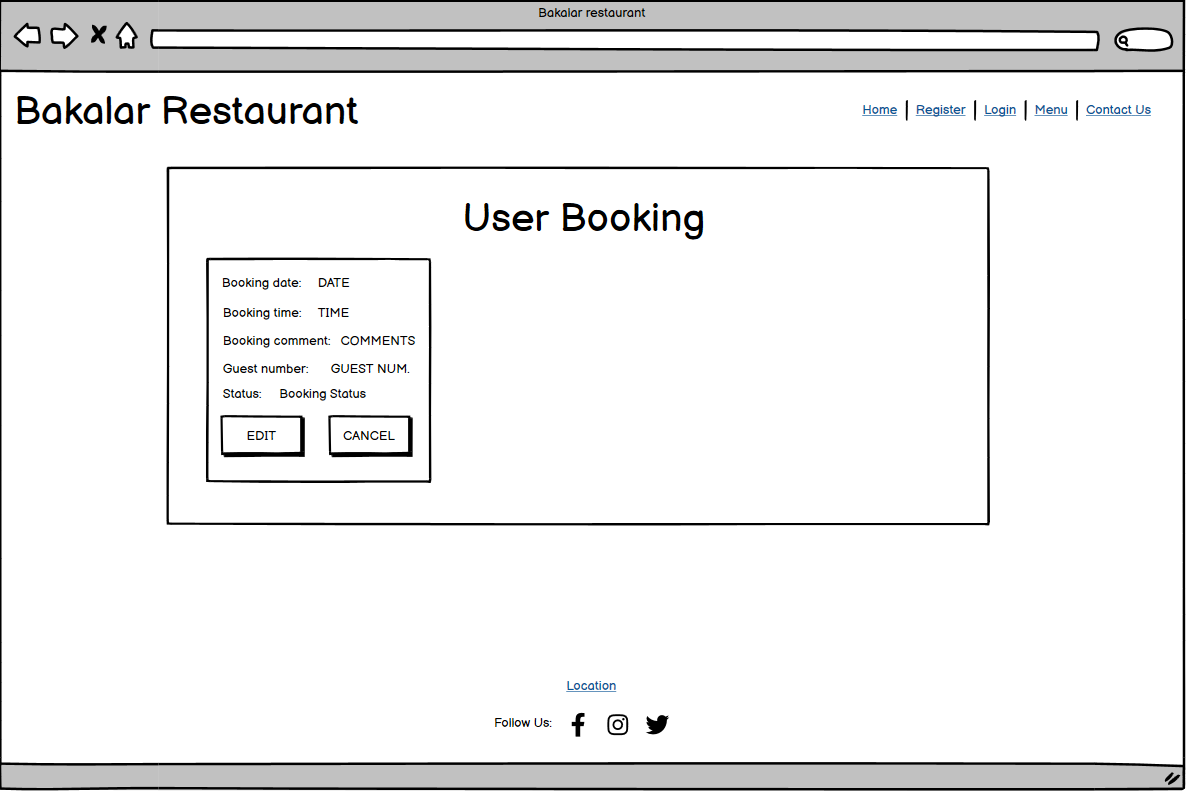 Bakalar restaurant
Bakalar Restaurant
Home Register Login Menu Contact Us
User Booking
Booking date: DATE
Booking time: TIME
Booking comment: COMMENTS
Guest number: GUEST NUM.
Status: Booking Status
EDIT CANCEL
Location
Follow Us: